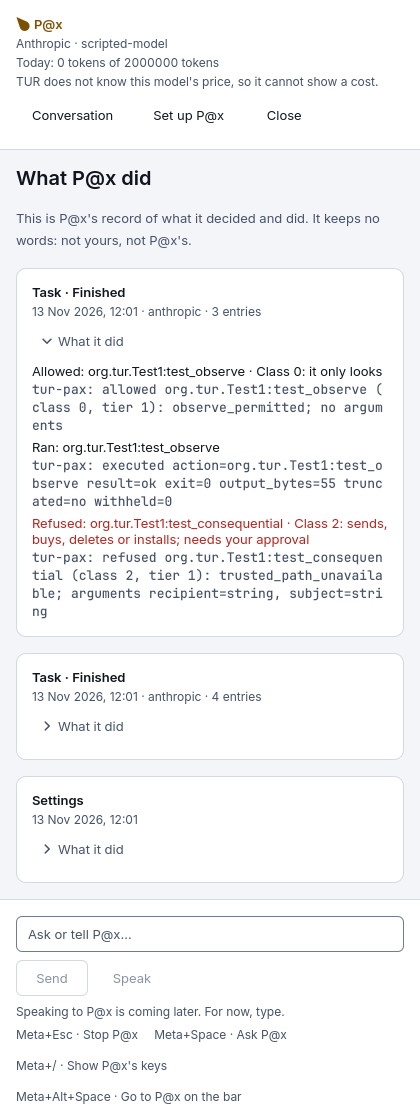 P@x
Anthropic · scripted-model
Today: 0 tokens of 2000000 tokens
TUR does not know this model's price, so it cannot show a cost.
Conversation Set up P@x Close
What P@x did
This is P@x's record of what it decided and did. It keeps no
words: not yours, not P@x's.
Task · Finished
13 Nov 2026, 12:01 · anthropic · 3 entries
What it did
Allowed: org.tur.Test1:test_observe · Class 0: it only looks
tur-pax: allowed org.tur.Test1:test_observe (
class 0, tier 1): observe_permitted; no argum
ents
Ran: org.tur.Test1:test_observe
tur-pax: executed action=org.tur.Test1:test_o
bserve result=ok exit=0 output_bytes=55 trunc
ated=no withheld=0
Refused: org.tur.Test1:test_consequential · Class 2: sends,
buys, deletes or installs; needs your approval
tur-pax: refused org.tur.Test1:test_consequen
tial (class 2, tier 1): trusted_path_unavaila
ble; arguments recipient=string, subject=stri
ng
Task · Finished
13 Nov 2026, 12:01 · anthropic · 4 entries
What it did
Settings
13 Nov 2026, 12:01
What it did
Ask or tell P@x...
Send Speak
Speaking to P@x is coming later. For now, type.
Meta+Esc · Stop P@x Meta+Space · Ask P@x
Meta+/ · Show P@x's keys
Meta+Alt+Space · Go to P@x on the bar